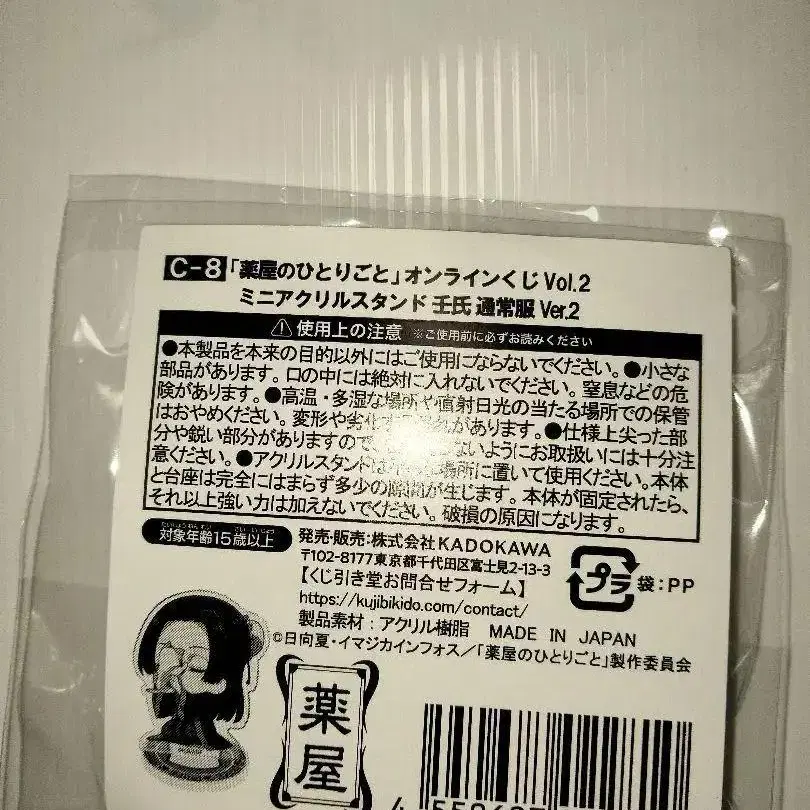 C-8 「薬屋のひとりごと」オンラインくじ Vol.2
ミニアクリルスタンド 壬氏 通常服 Ver.2
使用上の注意 ※ご使用前に必ずお読みください
●本製品を本来の目的以外にはご使用にならないでください。●小さな
部品があります。口の中には絶対に入れないでください。窒息などの危
険があります。●高温・多湿な場所や直射日光の当たる場所での保管
はおやめください。変形や劣化 があります。●仕様上尖った部
分や鋭い部分がありますので ないようにお取扱いには十分注
意ください。●アクリルスタンドは 場所に置いて使用ください。本体
と台座は完全にはまらず多少の隙間が生じます。本体が固定されたら、
それ以上強い力は加えないでください。破損の原因になります。
対象年齢15歳以上
発売・販売:株式会社KADOKAWA
〒102-8177東京都千代田区富士見2-13-3
【くじ引き堂お問合せフォーム】
https://kujibikido.com/contact/
プラ 袋:PP
製品素材:アクリル樹脂 MADE IN JAPAN
©日向夏・イマジカインフォス/「薬屋のひとりごと」製作委員会
薬屋